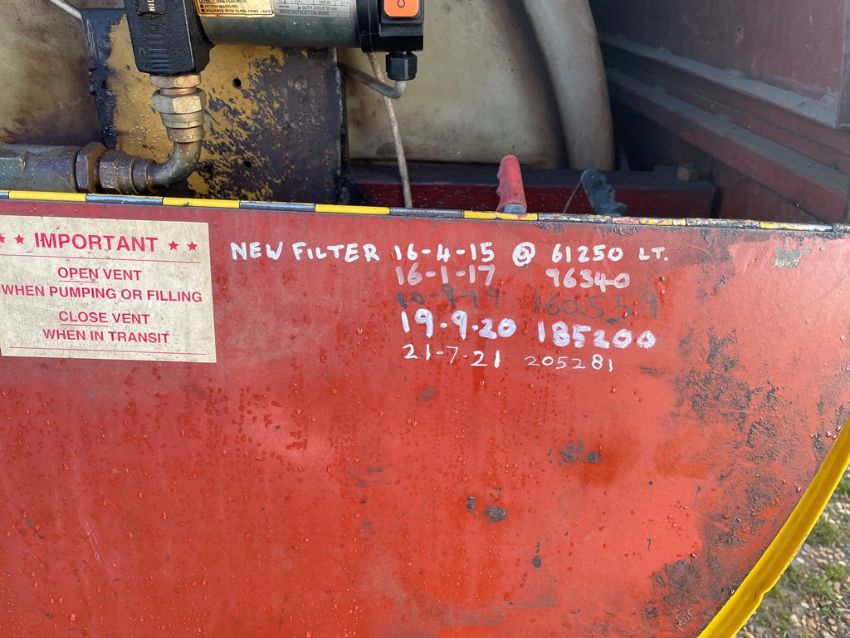 ★ ★ IMPORTANT ★ ★
OPEN VENT
WHEN PUMPING OR FILLING
CLOSE VENT
WHEN IN TRANSIT
NEW FILTER 16-4-15 @ 61250 LT.
16-1-17 96340
160559
19.9.20 185200
21-7-21 205281